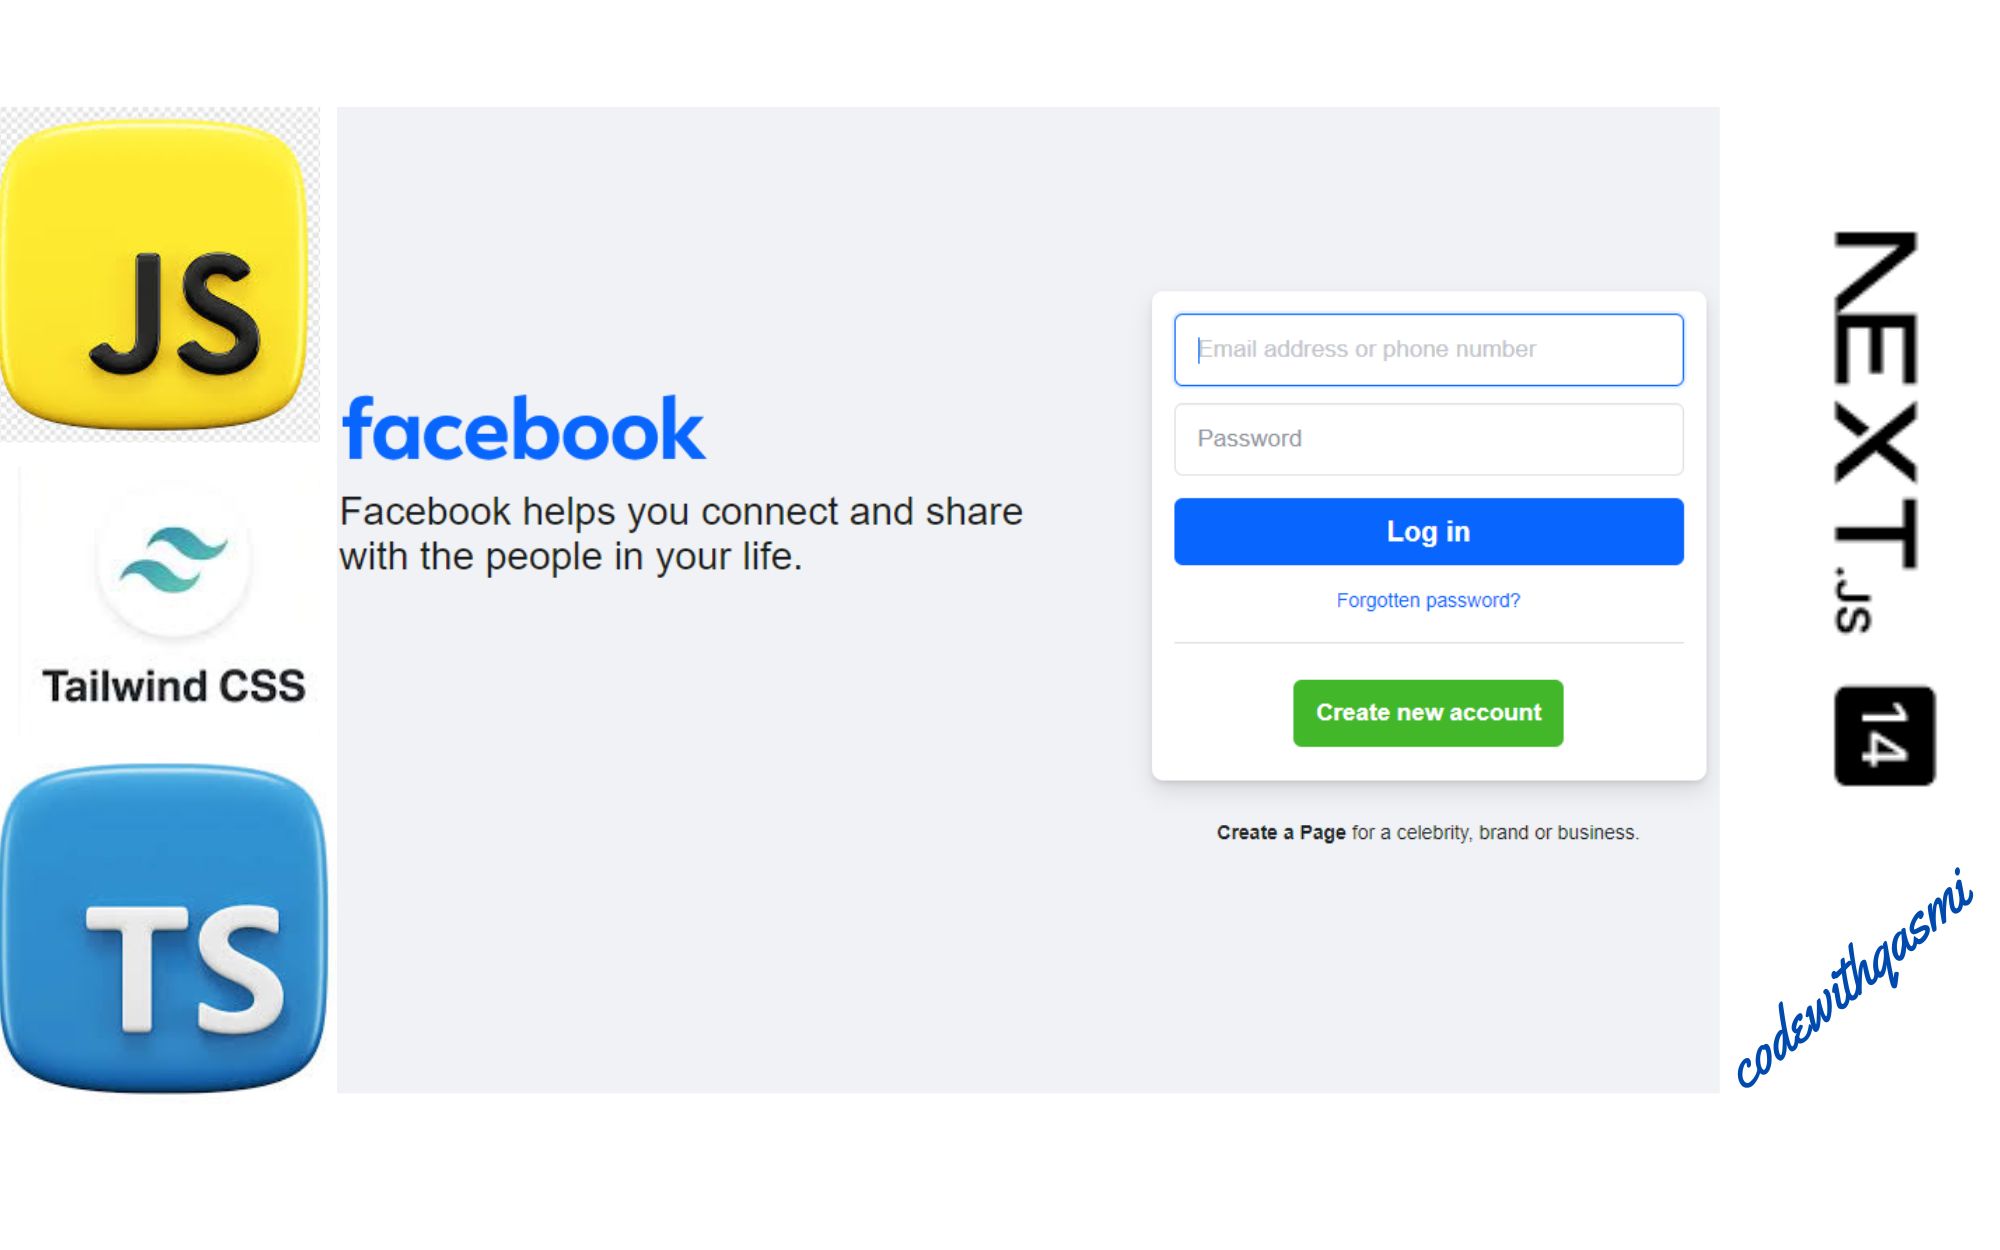 JS
Tailwind CSS
TS
facebook
Facebook helps you connect and share
with the people in your life.
Email address or phone number
Password
Log in
Forgotten password?
Create new account
Create a Page for a celebrity, brand or business.
NEXT.JS 14
codewithqasmi